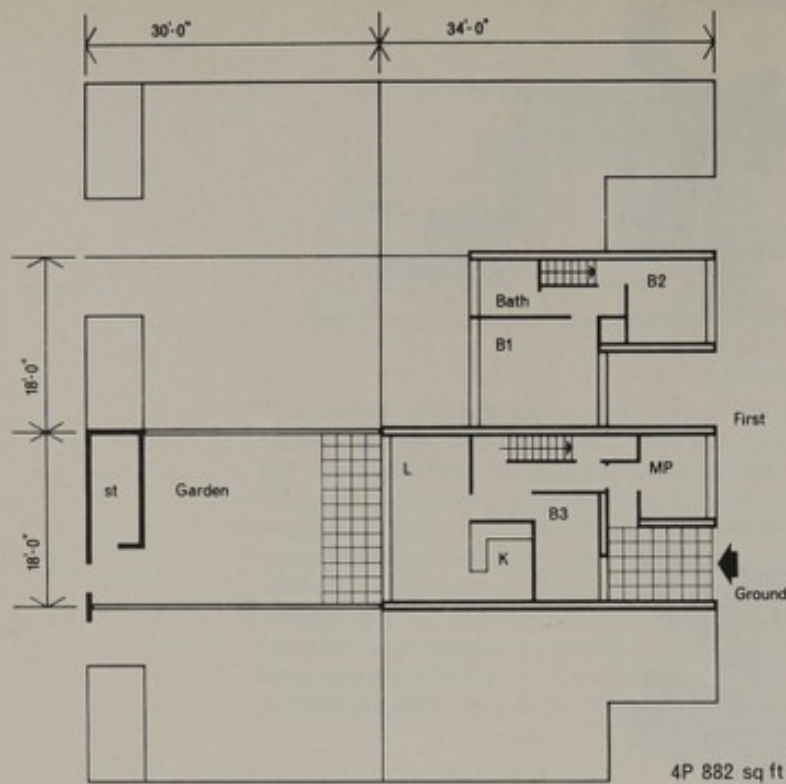 30'-0"
34'-0"
B2
Bath
B1
18'-0"
First
L
MP
st
Garden
B3
18'-0"
K
Ground
4P 882 sq ft